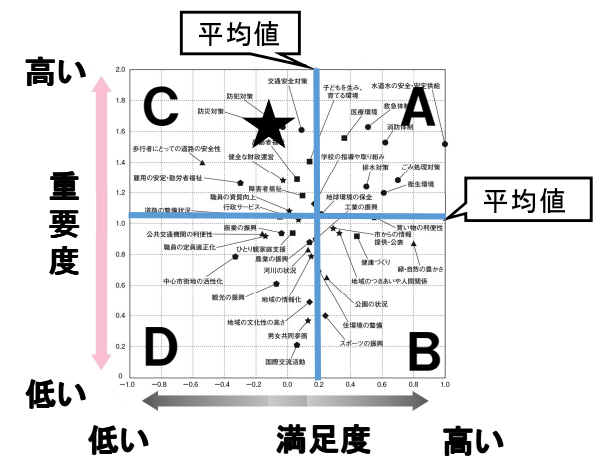 平均値
高い
2.0
C
A
交通安全対策
子どもを生み、
育てる環境
水道水の安全・安定供給
1.8
防犯対策
救急体制
防災対策
医療環境
消防体制
1.6
歩行者にとっての道路の安全性
1.4
健全な財政運営
学校の指導や取り組み
排水対策
ごみ処理対策
雇用の安定・勤労者福祉
障害者福祉
衛生環境
1.2
職員の資質向上
地球環境の保全
行政サービス
工業の振興
道路の整備状況
平均値
重要度
1.0
商業の振興
買い物の利便性
公共交通機関の利便性
市からの情報
提供・公表
職員の定員適正化
ひとり親家庭支援
0.8
農業の振興
健康づくり
河川の状況
緑・自然の豊かさ
中心市街地の活性化
地域のつきあいや人間関係
0.6
観光の振興
地域の情報化
公園の状況
0.4
地域の文化性の高さ
住環境の整備
男女共同参画
スポーツの振興
D
B
0.2
国際交流活動
0
低い
-1.0
-0.8
-0.6
-0.4
-0.2
0.0
0.2
0.4
0.6
0.8
1.0
低い
満足度
高い